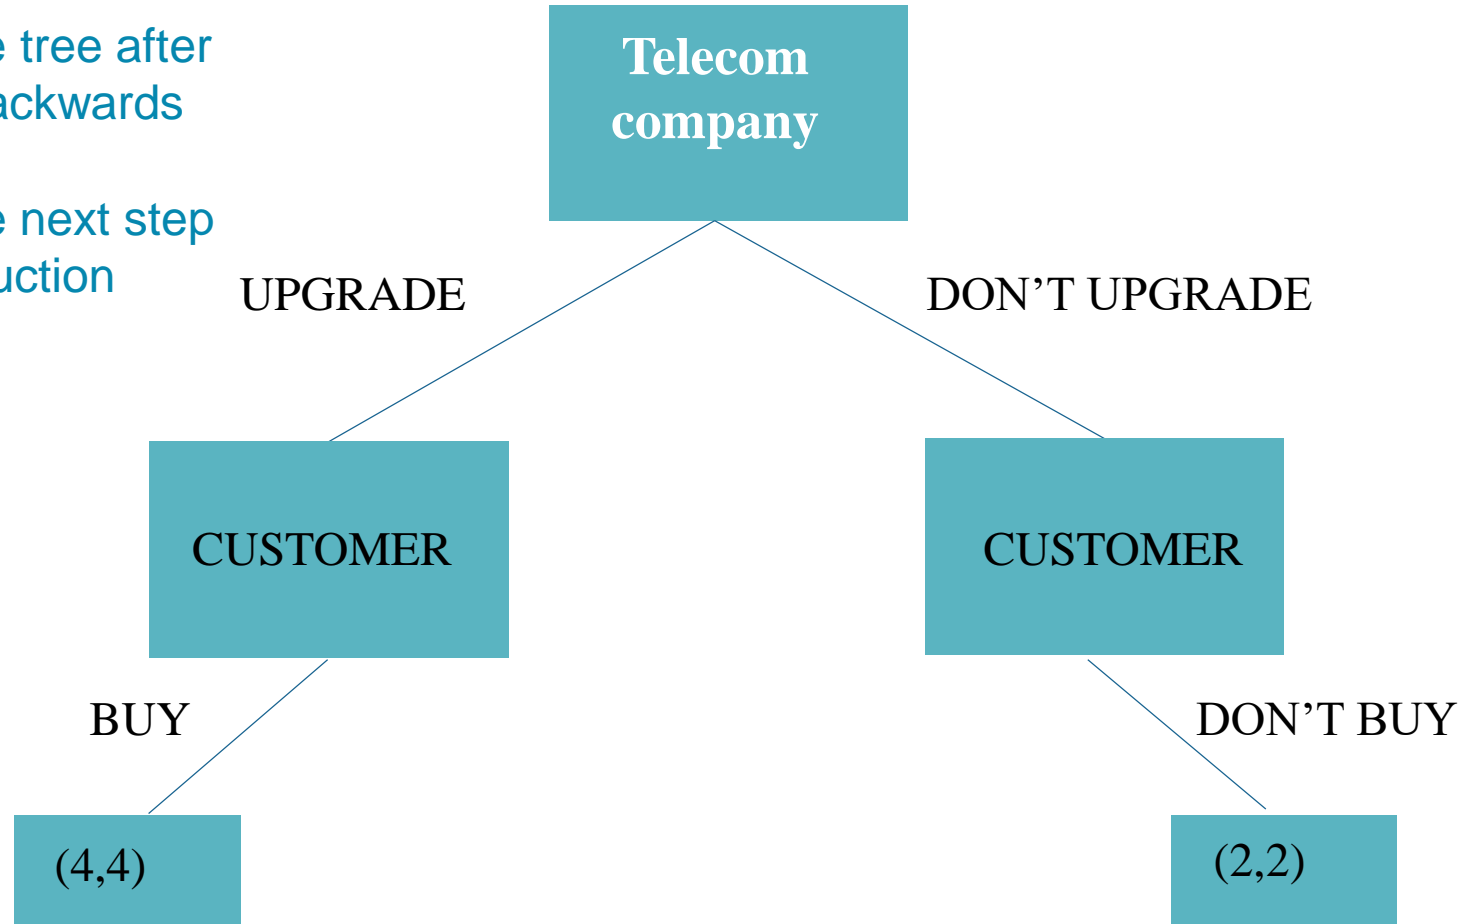 e tree after
ackwards
e next step
uction
Telecom
company
UPGRADE
DON’T UPGRADE
CUSTOMER
CUSTOMER
BUY
DON’T BUY
(4,4)
(2,2)